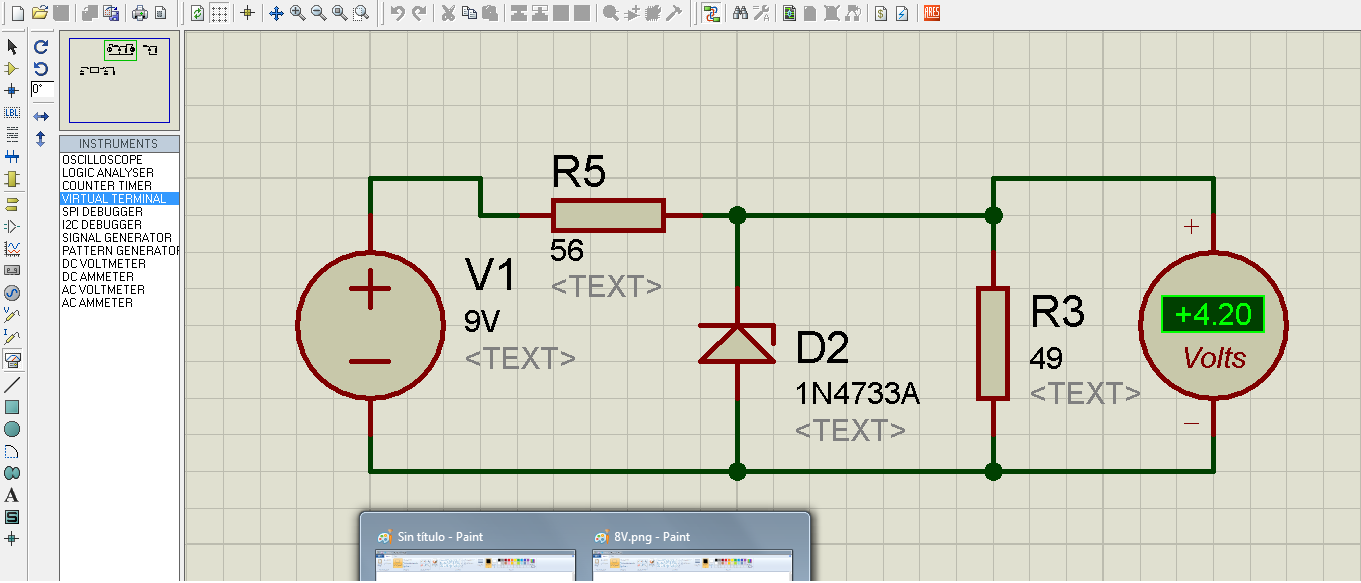 ARES
LBL
0°
INSTRUMENTS
OSCILLOSCOPE
LOGIC ANALYSER
COUNTER TIMER
VIRTUAL TERMINAL
SPI DEBUGGER
I2C DEBUGGER
SIGNAL GENERATOR
PATTERN GENERATOR
DC VOLTMETER
DC AMMETER
AC VOLTMETER
AC AMMETER
A
S
R5
56
<TEXT>
V1
9V
<TEXT>
D2
1N4733A
<TEXT>
R3
49
<TEXT>
+
+4.20
Volts
−
Sin título - Paint
8V.png - Paint